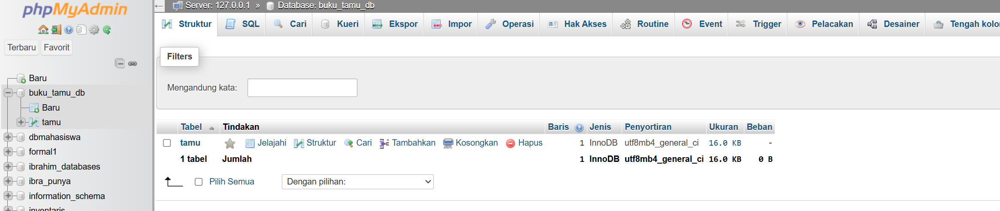 phpMyAdmin
Terbaru Favorit
Baru
buku_tamu_db
Baru
tamu
dbmahasiswa
formal1
ibrahim_databases
ibra_punya
information_schema
inventaris
Server: 127.0.0.1 » Database: buku_tamu_db
Struktur SQL Cari Kueri Ekspor Impor Operasi Hak Akses Routine Event Trigger Pelacakan Desainer Tengah kolo
Filters
Mengandung kata:
Tabel Tindakan Baris Jenis Penyortiran Ukuran Beban
tamu Jelajahi Struktur Cari Tambahkan Kosongkan Hapus 1 InnoDB utf8mb4_general_ci 16.0 KB -
1 tabel Jumlah 1 InnoDB utf8mb4_general_ci 16.0 KB 0 B
Pilih Semua Dengan pilihan: